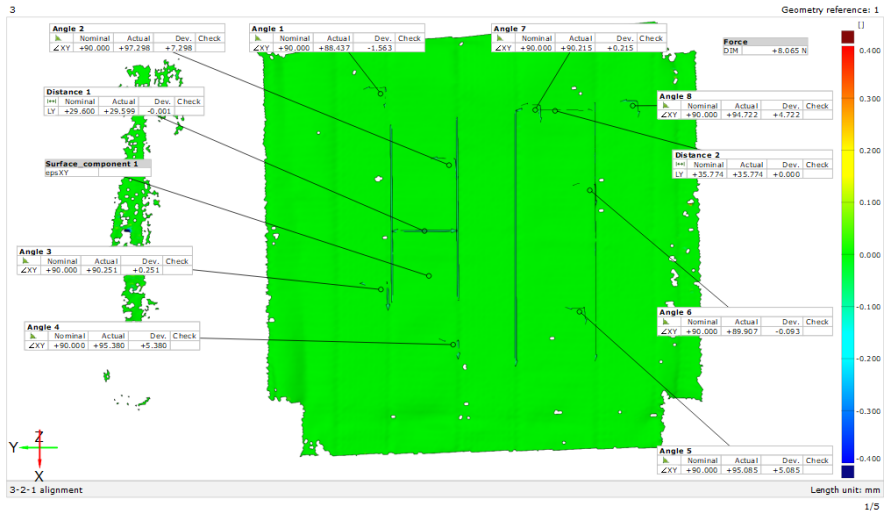 3
Geometry reference: 1
Angle 2
Nominal Actual Dev. Check
∠XY +90.000 +97.298 +7.298
Angle 1
Nominal Actual Dev. Check
∠XY +90.000 +88.437 -1.563
Angle 7
Nominal Actual Dev. Check
∠XY +90.000 +90.215 +0.215
Force
DIM +8.065 N
[]
Distance 1
Nominal Actual Dev. Check
LY +29.600 +29.599 -0.001
Angle 8
Nominal Actual Dev. Check
∠XY +90.000 +94.722 +4.722
Surface_component 1
epsXY
Distance 2
Nominal Actual Dev. Check
LY +35.774 +35.774 +0.000
Angle 3
Nominal Actual Dev. Check
∠XY +90.000 +90.251 +0.251
Angle 4
Nominal Actual Dev. Check
∠XY +90.000 +95.380 +5.380
Angle 6
Nominal Actual Dev. Check
∠XY +90.000 +89.907 -0.093
Angle 5
Nominal Actual Dev. Check
∠XY +90.000 +95.085 +5.085
0.400
0.300
0.200
0.100
0.000
-0.100
-0.200
-0.300
-0.400
Z
Y
X
3-2-1 alignment
Length unit: mm
1/5